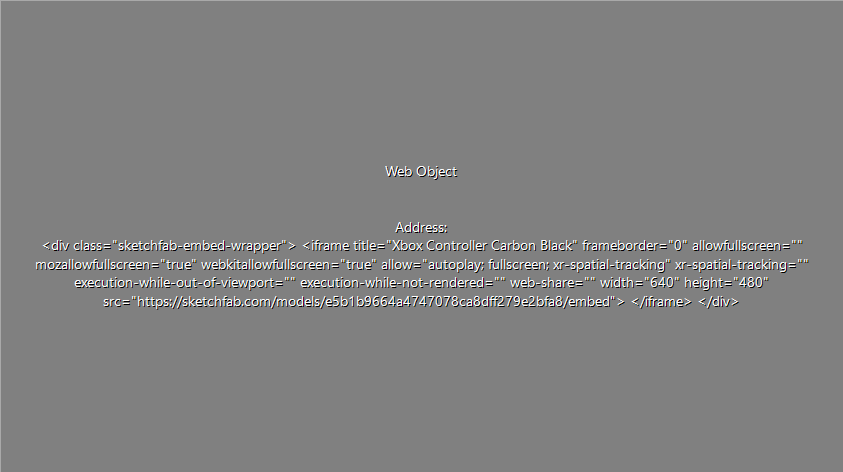 Web Object
Address:
<div class="sketchfab-embed-wrapper"> <iframe title="Xbox Controller Carbon Black" frameborder="0" allowfullscreen=""
mozallowfullscreen="true" webkitallowfullscreen="true" allow="autoplay; fullscreen; xr-spatial-tracking" xr-spatial-tracking=""
execution-while-out-of-viewport="" execution-while-not-rendered="" web-share="" width="640" height="480"
src="https://sketchfab.com/models/e5b1b9664a4747078ca8dff279e2bfa8/embed"> </iframe> </div>